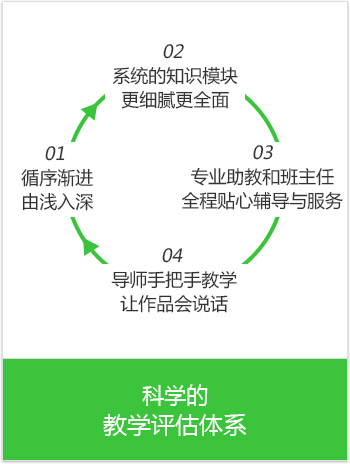 02
系统的知识模块
更细腻更全面
01
循序渐进
由浅入深
03
专业助教和班主任
全程贴心辅导与服务
04
导师手把手教学
让作品会说话
科学的
教学评估体系